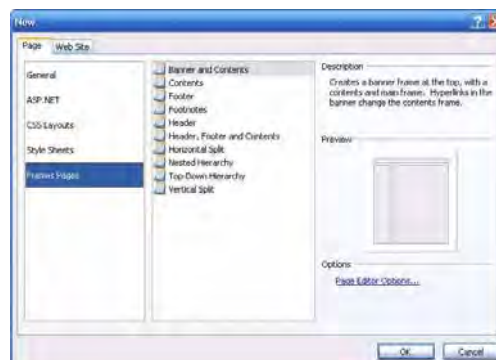 New
Page
Web Site
General
ASP.NET
CSS Layouts
Style Sheets
Frames Pages
Banner and Contents
Contents
Footer
Footnotes
Header
Header, Footer and Contents
Horizontal Split
Nested Hierarchy
Top-Down Hierarchy
Vertical Split
Description
Creates a banner frame at the top, with a
contents and main frame. Hyperlinks in the
banner change the contents frame.
Preview
Options
Page Editor Options...
OK
Cancel